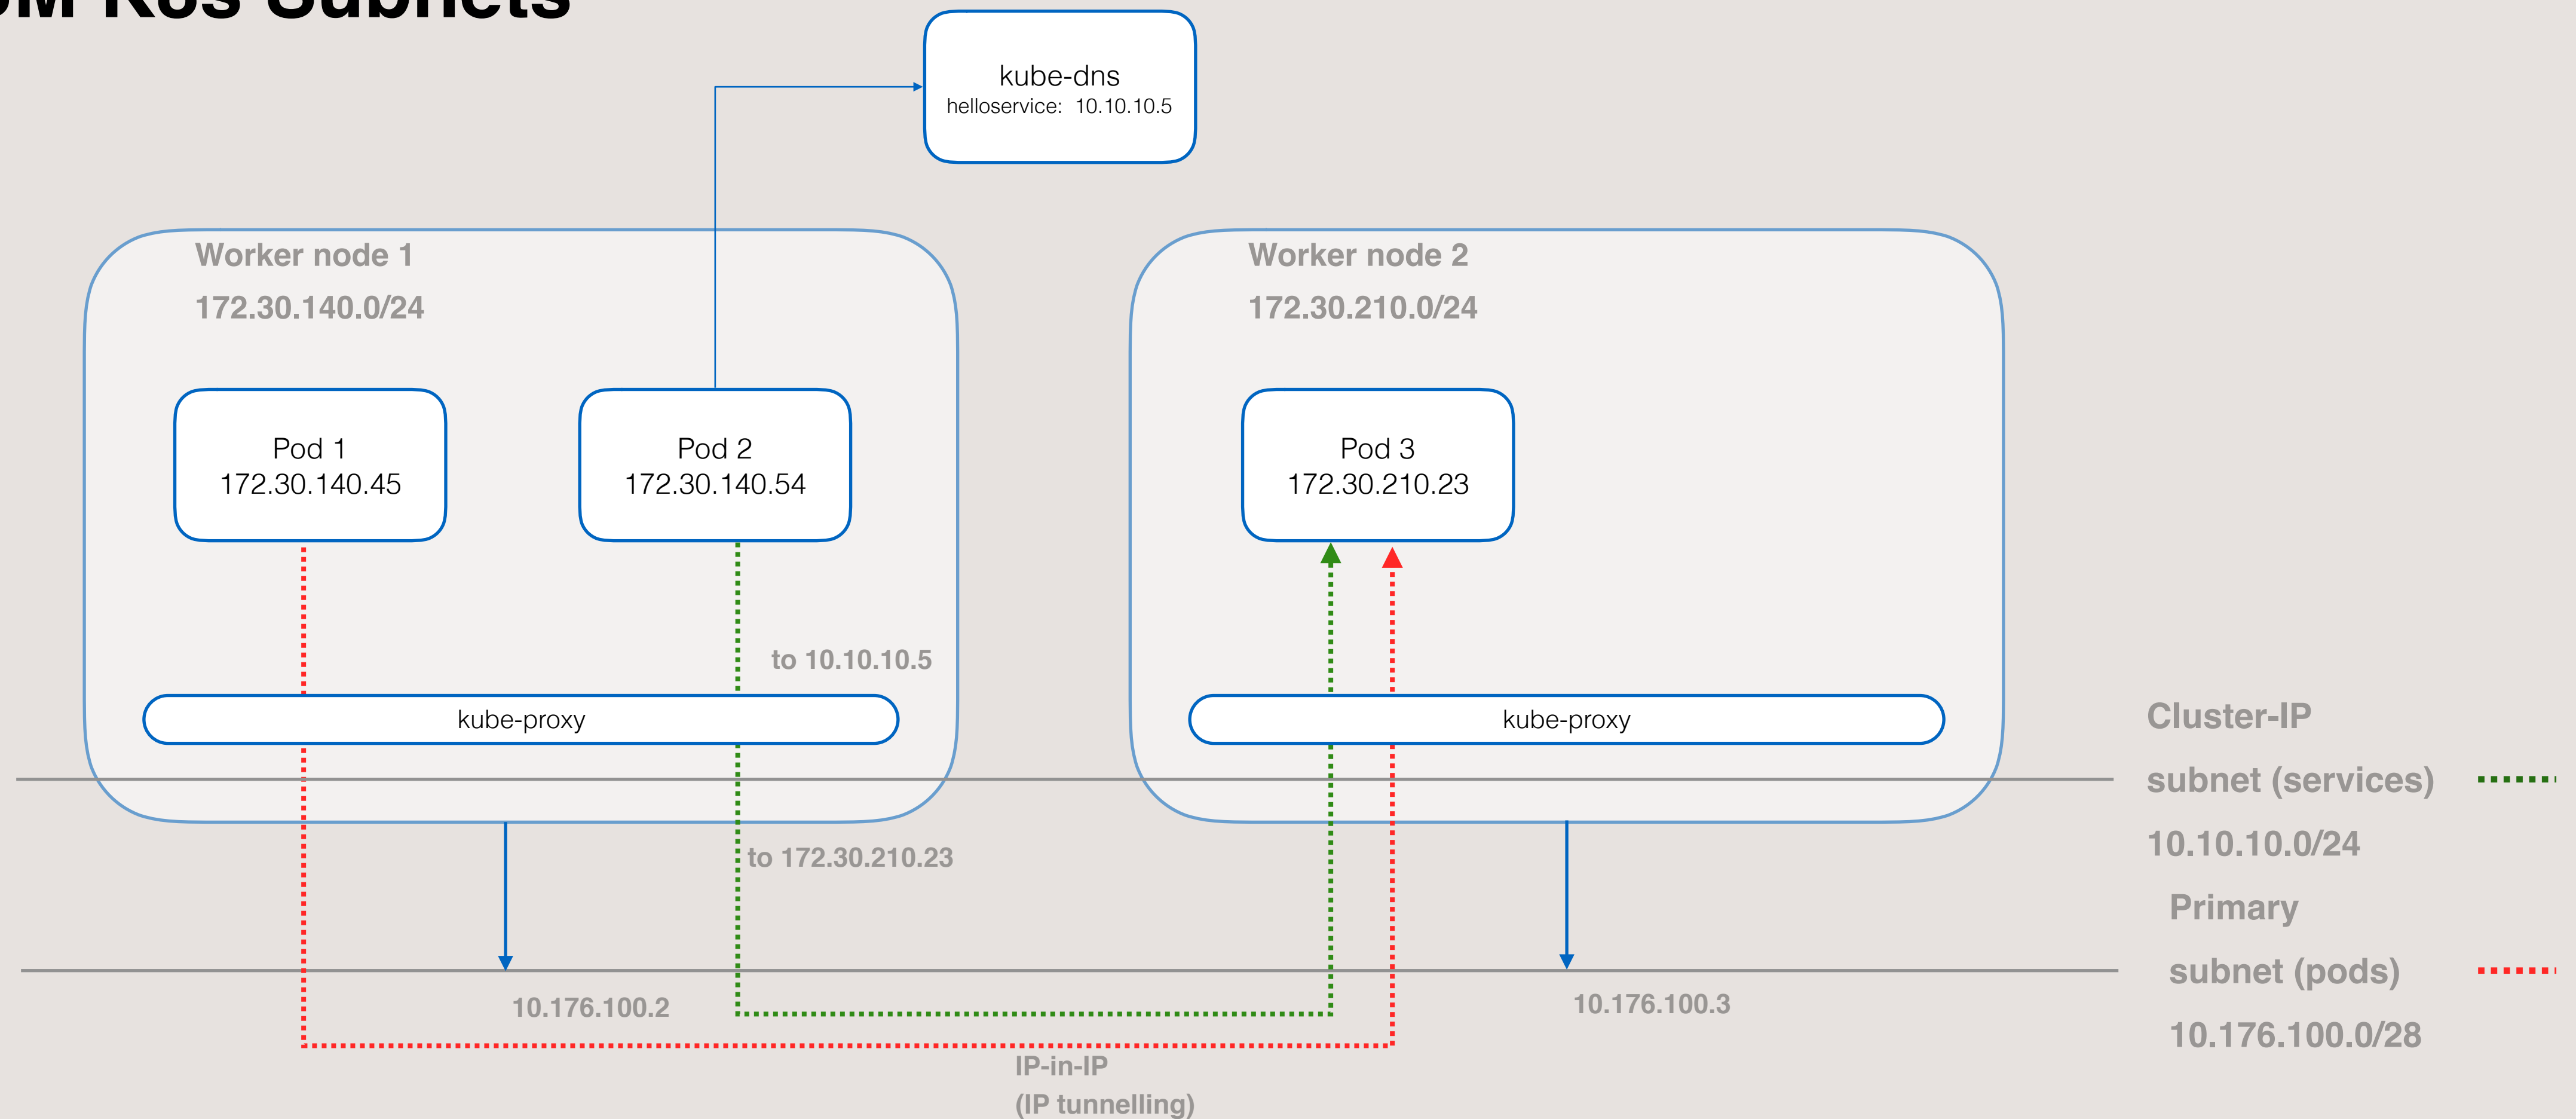 K8s Subnets
kube-dns
helloservice: 10.10.10.5
Worker node 1
172.30.140.0/24
Worker node 2
172.30.210.0/24
Pod 1
172.30.140.45
Pod 2
172.30.140.54
Pod 3
172.30.210.23
to 10.10.10.5
kube-proxy
kube-proxy
Cluster-IP
subnet (services)
10.10.10.0/24
to 172.30.210.23
Primary
subnet (pods)
10.176.100.0/28
10.176.100.2
10.176.100.3
IP-in-IP
(IP tunnelling)